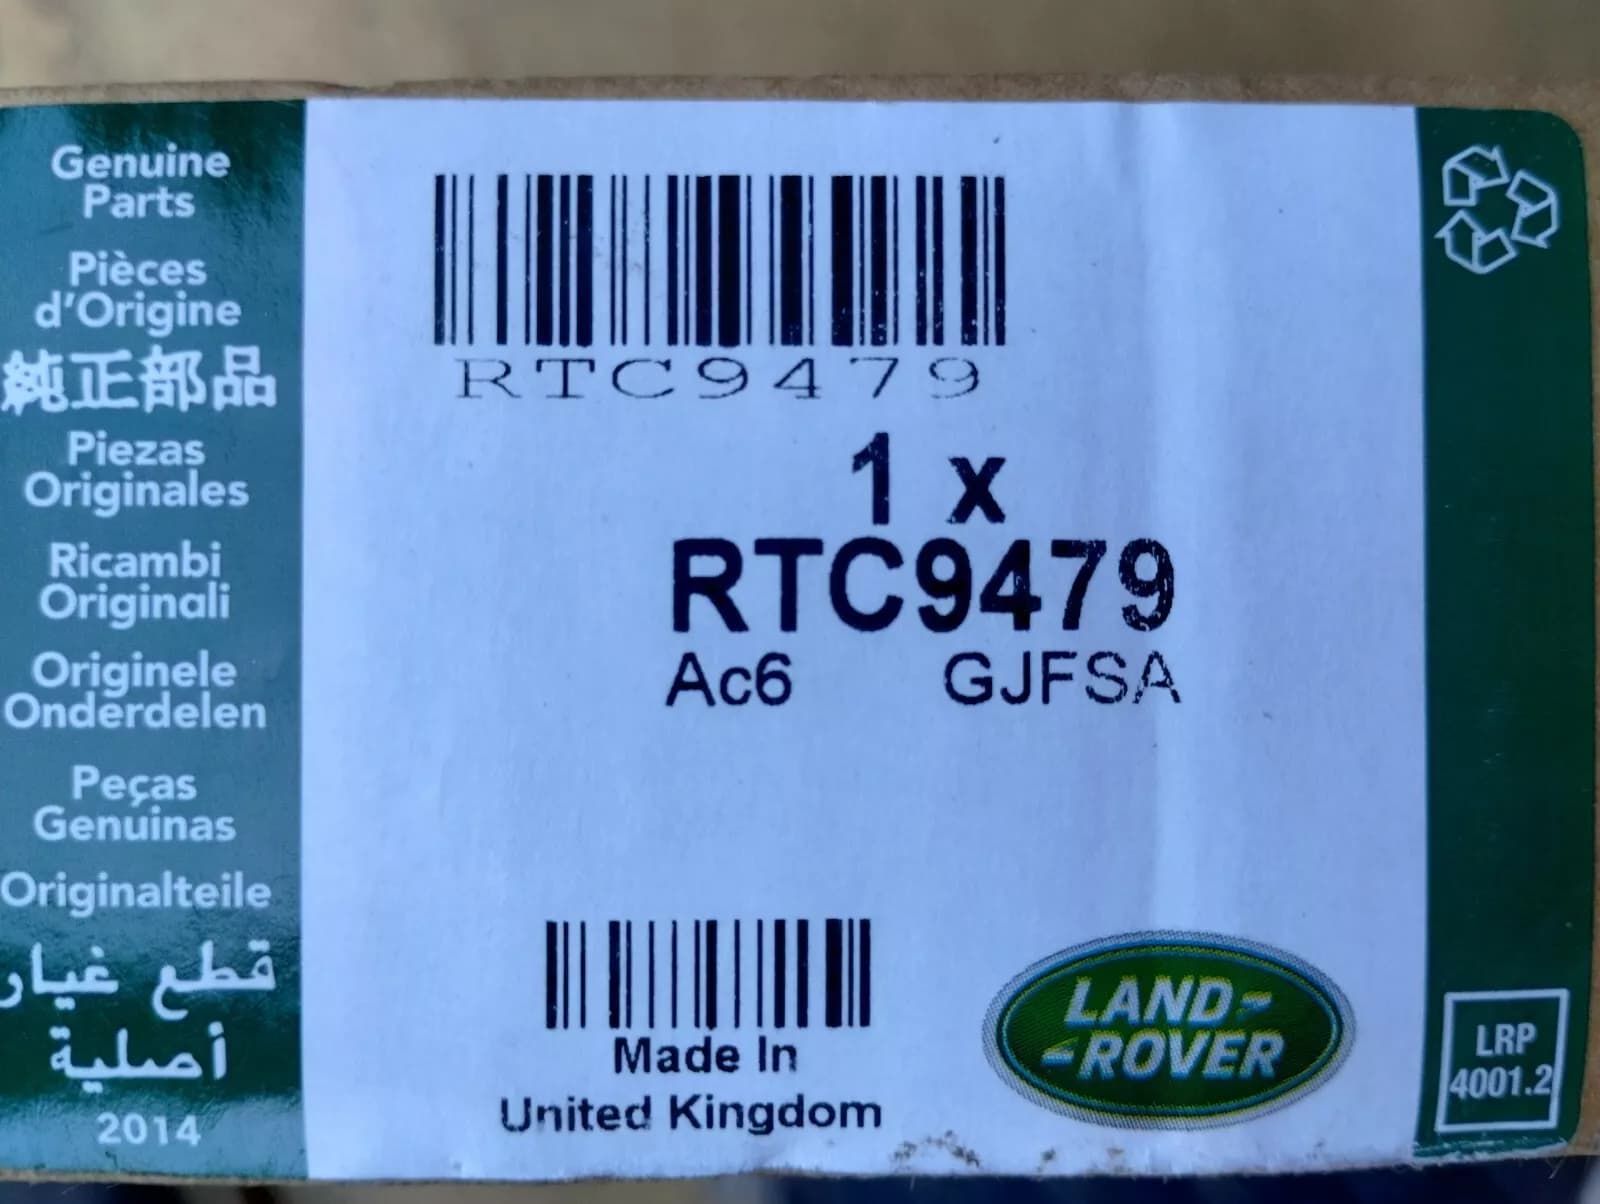 Genuine
Parts
Pièces
d'Origine
純正部品
Piezas
Originales
Ricambi
Originali
Originele
Onderdelen
Peças
Genuinas
Originalteile
قطع غيار
أصلية
2014
RTC9479
1 x
RTC9479
Ac6 GJFSA
Made In
United Kingdom
LAND-
-ROVER
LRP
4001.2